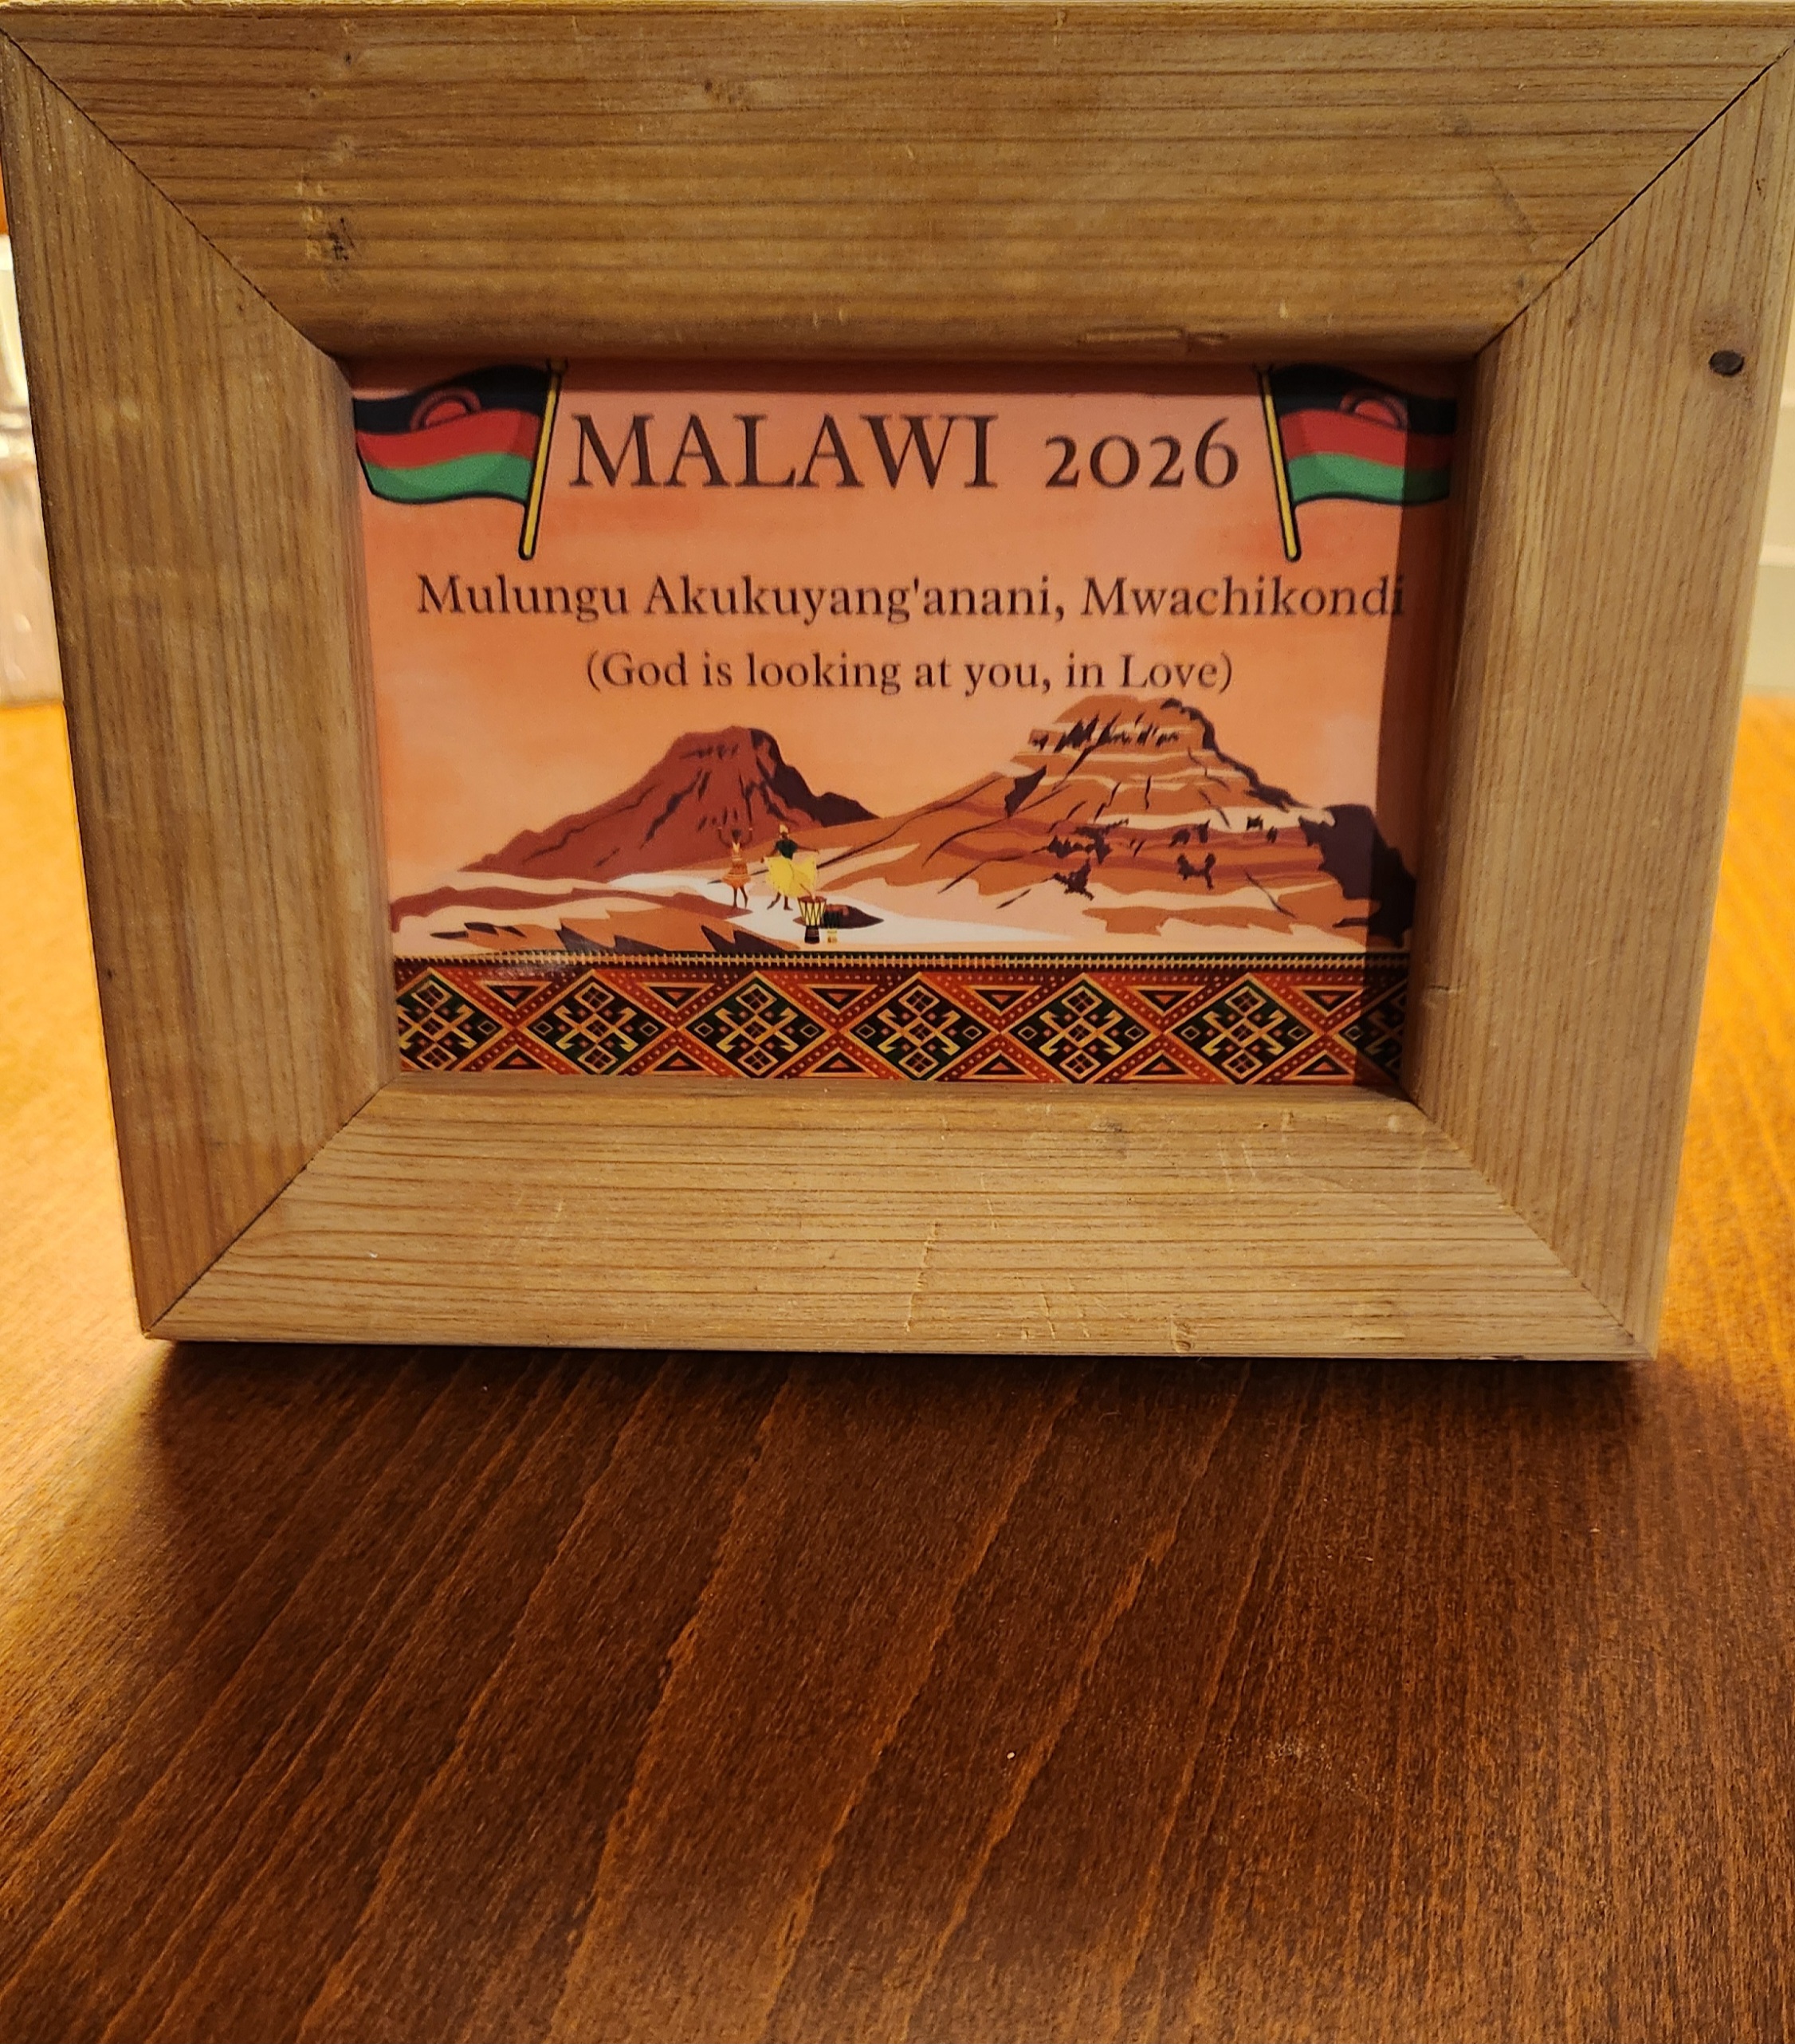 MALAWI 2026
Mulungu Akukuyang'anani, Mwachikondi
(God is looking at you, in Love)